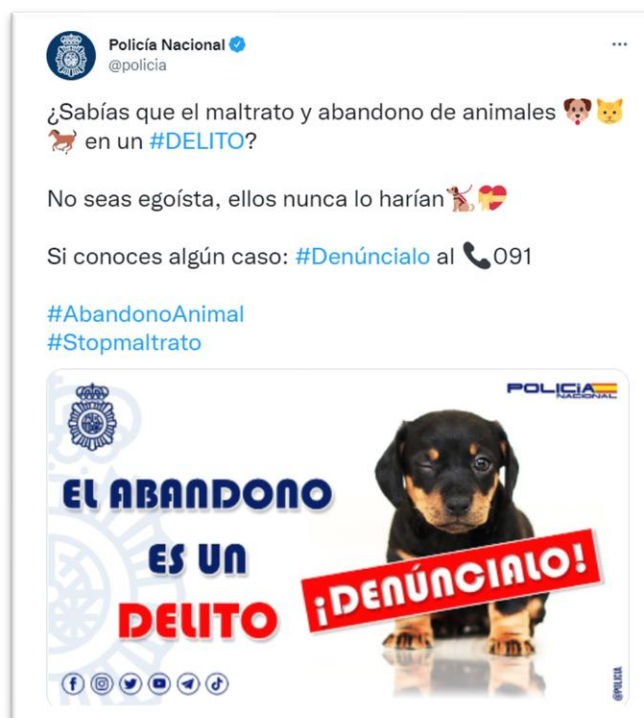 Policía Nacional
@policia
¿Sabías que el maltrato y abandono de animales 🐶 🐱
🐎 en un #DELITO?
No seas egoísta, ellos nunca lo harían🐕‍🦺💝
Si conoces algún caso: #Denúncialo al 📞091
#AbandonoAnimal
#Stopmaltrato
POLICÍA
NACIONAL
EL ABANDONO
ES UN
DELITO
¡DENÚNCIALO!
@POLICIA